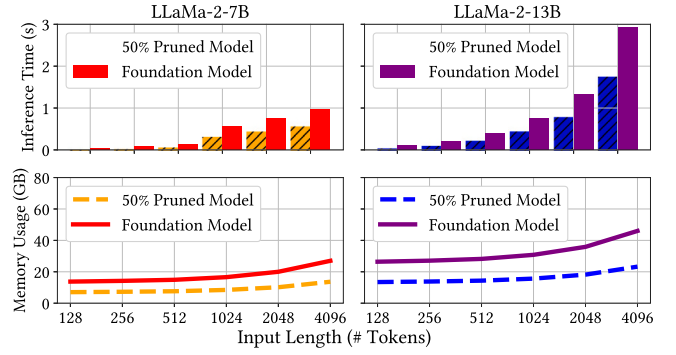 LLaMa-2-7B
LLaMa-2-13B
Inference Time (s)
3
2
1
0
50% Pruned Model
Foundation Model
50% Pruned Model
Foundation Model
Memory Usage (GB)
80
60
40
20
0
50% Pruned Model
Foundation Model
50% Pruned Model
Foundation Model
128 256 512 1024 2048 4096
128 256 512 1024 2048 4096
Input Length (# Tokens)